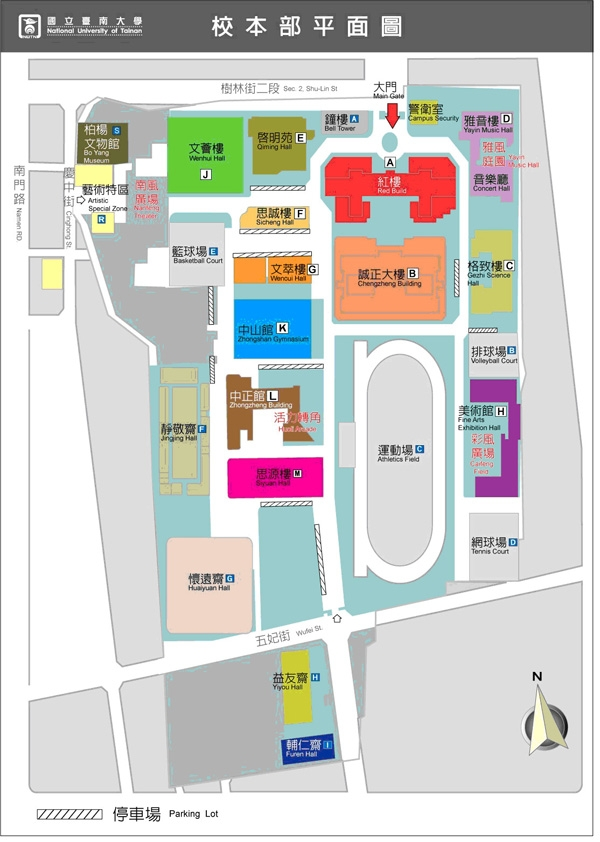 國立臺南大學
National University of Tainan
校本部平面圖
樹林街二段 Sec. 2, Shu-Lin St
大門
Main Gate
警衛室
Campus Security
鐘樓 A
Bell Tower
雅音樓 D
Yayin Music Hall
雅風
庭園 Yayin
Music Hall
音樂廳
Concert Hall
柏楊 S
文物館
Bo Yang
Museum
文薈樓
Wenhui Hall
J
啓明苑 E
Qiming Hall
A
紅樓
Red Build
南門路
Nanmen RD
慶中街
Cinghong St
藝術特區
Artistic
Special Zone
R
南風
廣場
思誠樓 F
Sicheng Hall
籃球場 E
Basketball Court
文萃樓 G
Wencui Hall
誠正大樓 B
Chengzheng Building
格致樓 C
Gezhi Science
Hall
中山館 K
Zhongshan Gymnasium
排球場 B
Volleyball Court
中正館 L
Zhongzheng Building
活力轉角
美術館 H
Fine Arts
Exhibition Hall
彩風
廣場
Caifeng
Field
靜敬齋 F
Jingjing Hall
運動場 C
Athletics Field
思源樓 M
Siyuan Hall
網球場 D
Tennis Court
懷遠齋 G
Huaiyuan Hall
五妃街 Wufei St.
益友齋 H
Yiyou Hall
輔仁齋 I
Furen Hall
N
停車場 Parking Lot